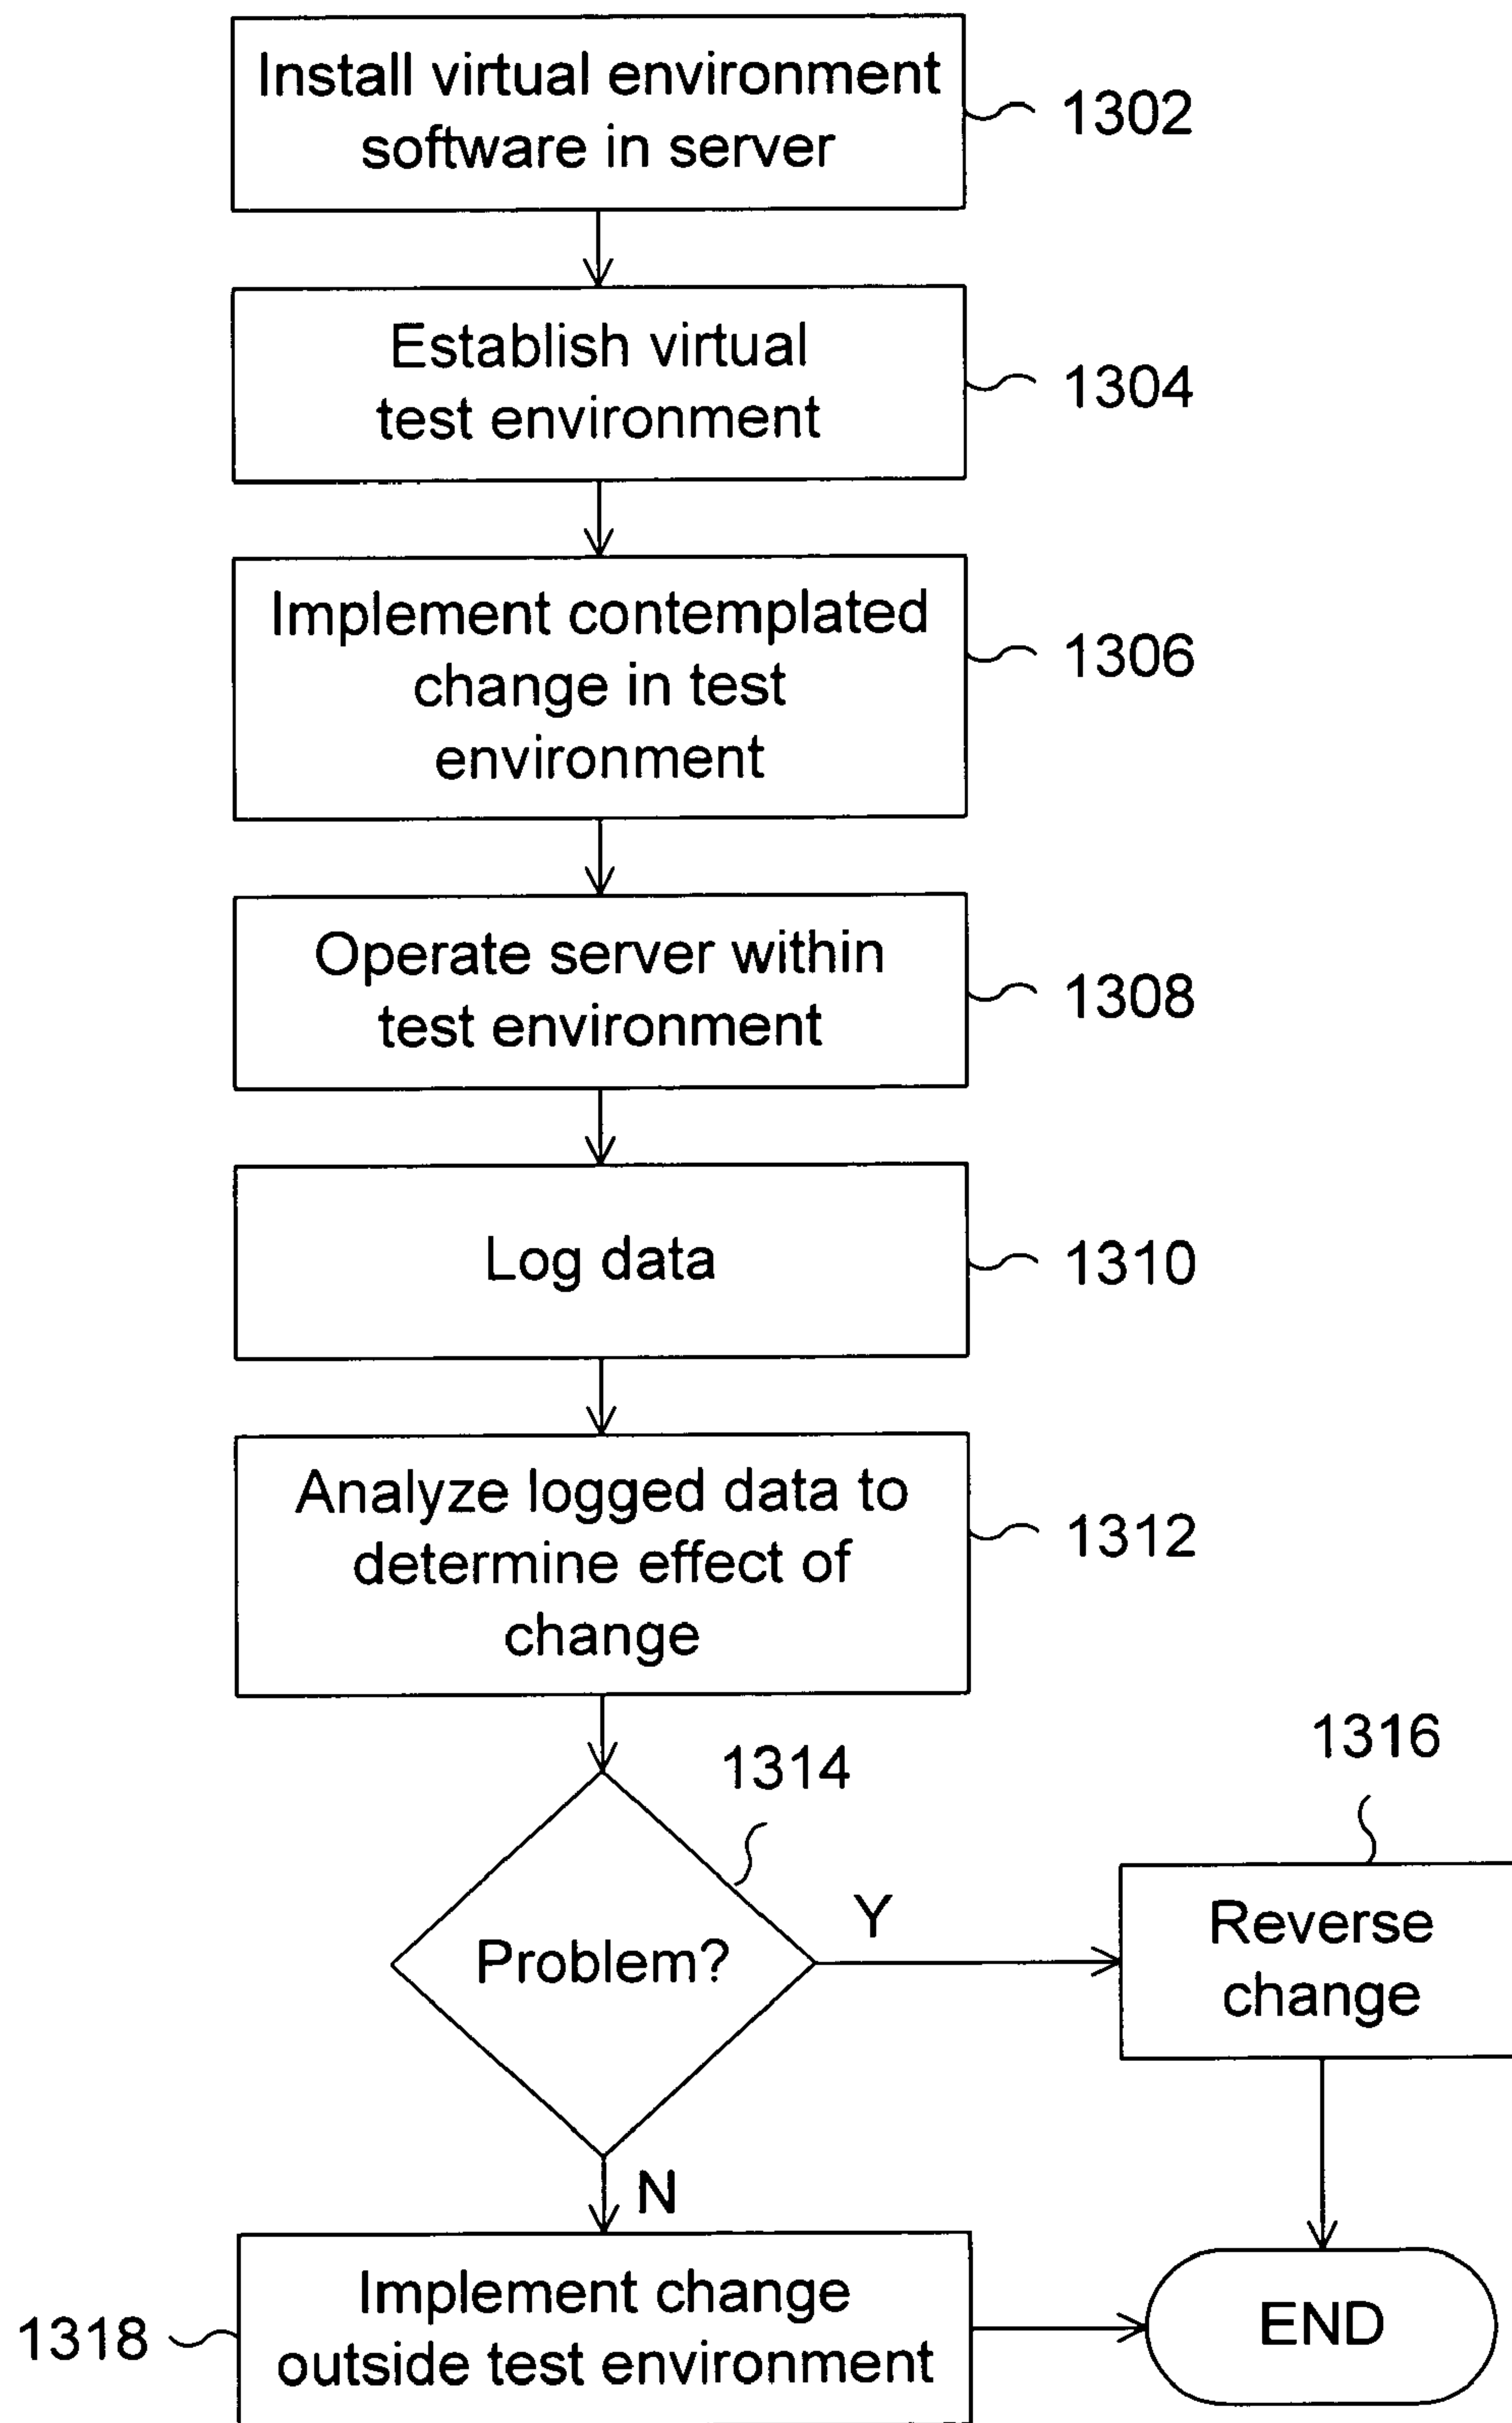 Install virtual environment
software in server
1302
Establish virtual
test environment
1304
Implement contemplated
change in test
environment
1306
Operate server within
test environment
1308
Log data
1310
Analyze logged data to
determine effect of
change
1312
1314
Problem?
Y
N
1316
Reverse
change
Implement change
outside test environment
1318
END